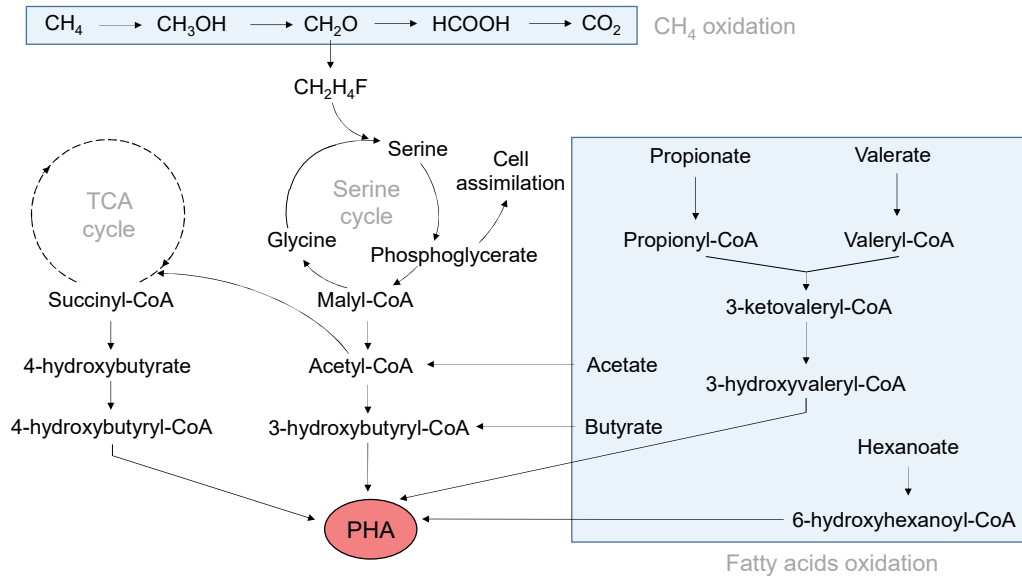 CH₄ CH₃OH CH₂O HCOOH CO₂ CH₄ oxidation
CH₂H₄F
Serine
Cell
assimilation
Propionate Valerate
TCA
cycle
Serine
cycle
Glycine
Phosphoglycerate
Propionyl-CoA Valeryl-CoA
Succinyl-CoA Malyl-CoA
3-ketovaleryl-CoA
4-hydroxybutyrate Acetyl-CoA Acetate
3-hydroxyvaleryl-CoA
4-hydroxybutyryl-CoA 3-hydroxybutyryl-CoA Butyrate
Hexanoate
PHA
6-hydroxyhexanoyl-CoA
Fatty acids oxidation